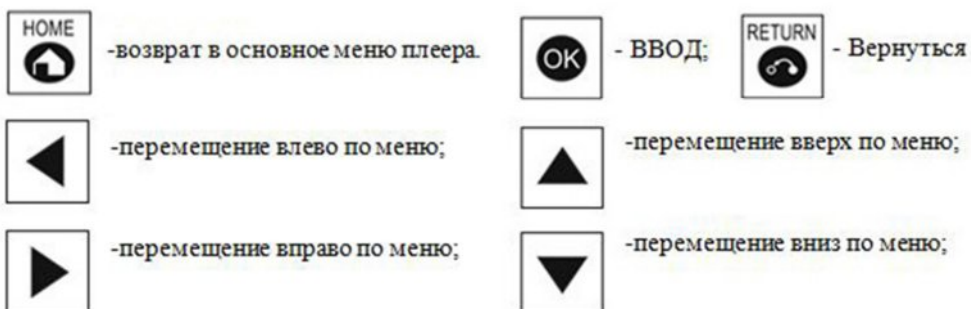 HOME
-возврат в основное меню плеера.
OK
- ВВОД;
RETURN
- Вернуться
-перемещение влево по меню;
-перемещение вверх по меню;
-перемещение вправо по меню;
-перемещение вниз по меню;